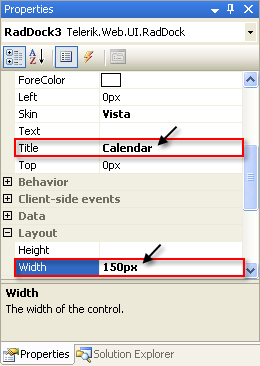 Properties
RadDock3 Telerik.Web.UI.RadDock
ForeColor
Left 0px
Skin Vista
Text
Title Calendar
Top 0px
Behavior
Client-side events
Data
Layout
Height
Width 150px
Width
The width of the control.
Properties Solution Explorer